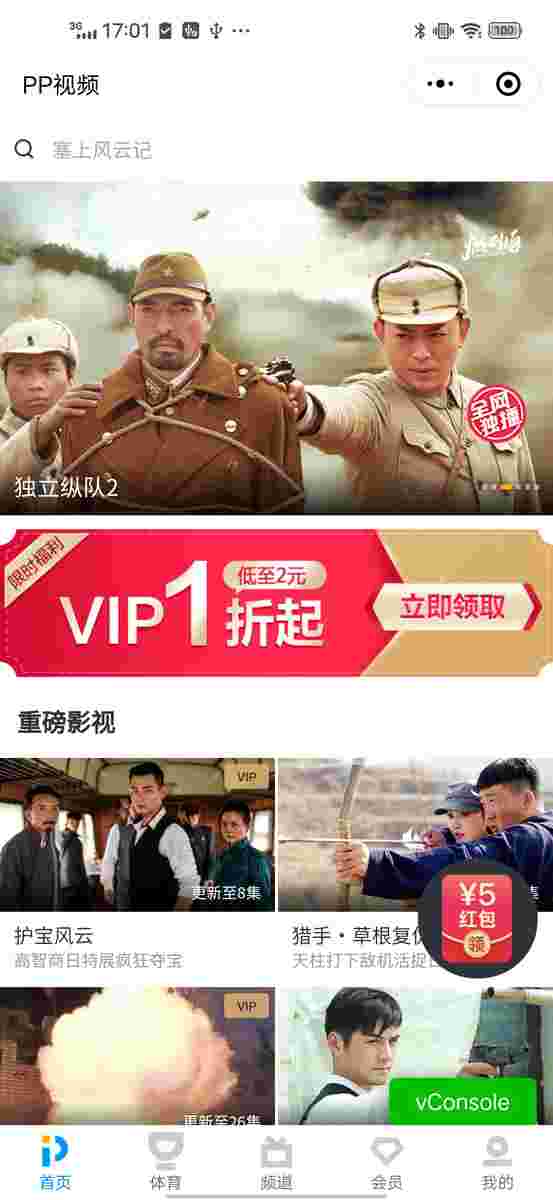 3G 17:01 100
PP视频
塞上风云记
全网
独播
独立纵队2
限时福利
VIP1折起
低至2元
立即领取
重磅影视
VIP
更新至8集
集
护宝风云
高智商日特展疯狂夺宝
猎手·草根复仇
天柱打下敌机活捉日
¥5
红包
领
VIP
更新至26集
vConsole
首页
体育
频道
会员
我的